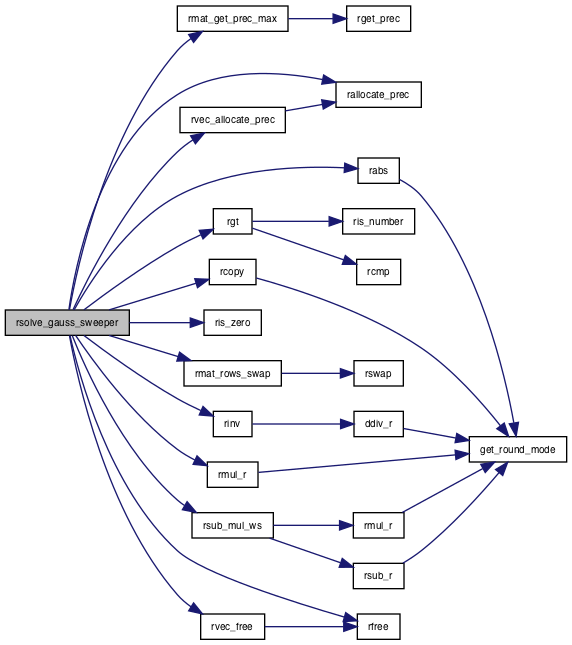 rmat_get_prec_max
rget_prec
rallocate_prec
rvec_allocate_prec
rabs
rgt
ris_number
rcopy
rcmp
rsolve_gauss_sweeper
ris_zero
rmat_rows_swap
rswap
rinv
ddiv_r
get_round_mode
rmul_r
rsub_mul_ws
rmul_r
rsub_r
rvec_free
rfree